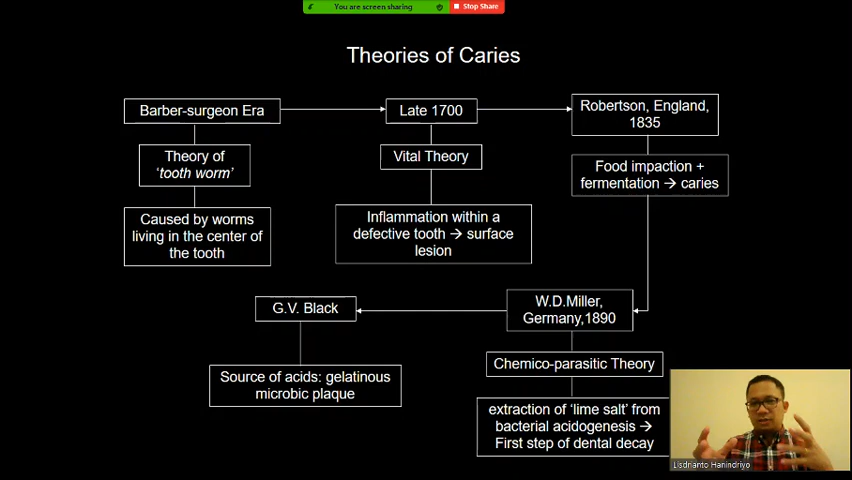 You are screen sharing
Stop Share
Theories of Caries
Barber-surgeon Era
Late 1700
Robertson, England,
1835
Theory of
'tooth worm'
Vital Theory
Food impaction +
fermentation → caries
Caused by worms
living in the center of
the tooth
Inflammation within a
defective tooth → surface
lesion
W.D.Miller,
Germany,1890
G.V. Black
Chemico-parasitic Theory
Source of acids: gelatinous
microbic plaque
extraction of 'lime salt' from
bacterial acidogenesis →
First step of dental decay
Lisdrianto Hanindriyo